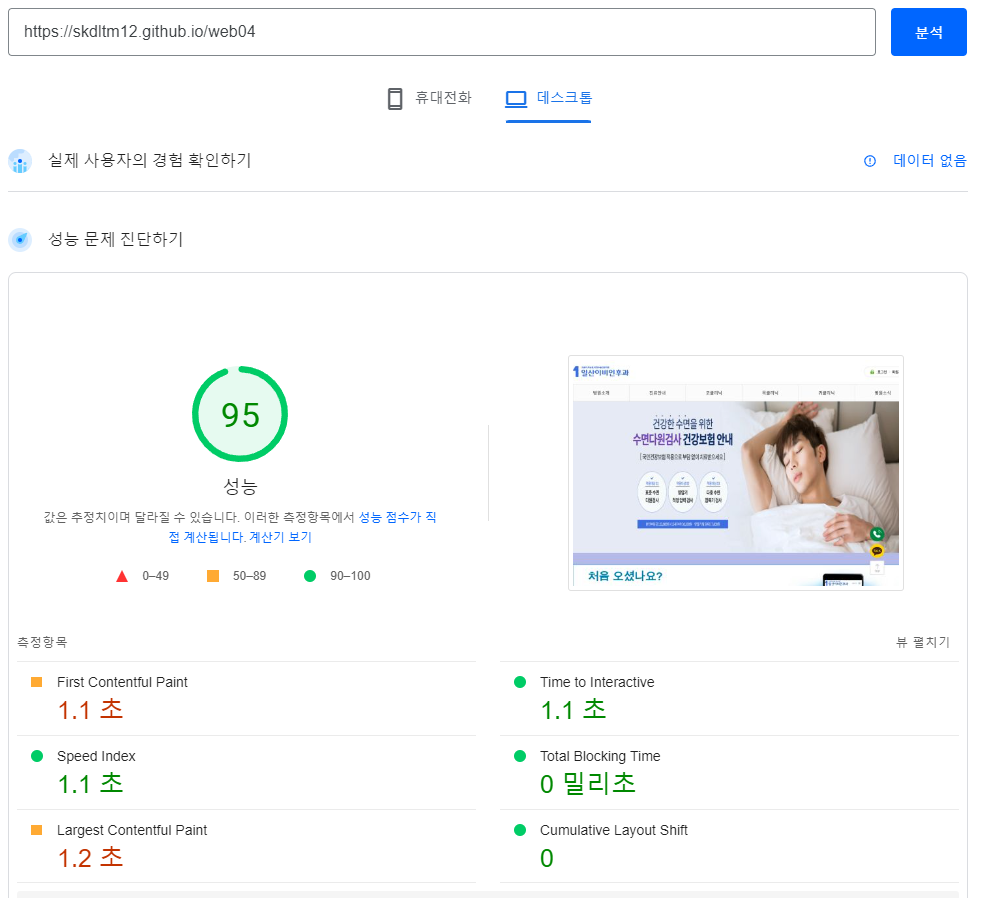 https://skdltm12.github.io/web04
분석
휴대전화
데스크톱
실제 사용자의 경험 확인하기
데이터 없음
성능 문제 진단하기
95
성능
값은 추정치이며 달라질 수 있습니다. 이러한 측정항목에서 성능 점수가 직
접 계산됩니다. 계산기 보기
0–49
50–89
90–100
건강한 수면을 위한
수면다원검사 건강보험 안내
처음 오셨나요?
측정항목
뷰 펼치기
First Contentful Paint
1.1 초
Time to Interactive
1.1 초
Speed Index
1.1 초
Total Blocking Time
0 밀리초
Largest Contentful Paint
1.2 초
Cumulative Layout Shift
0